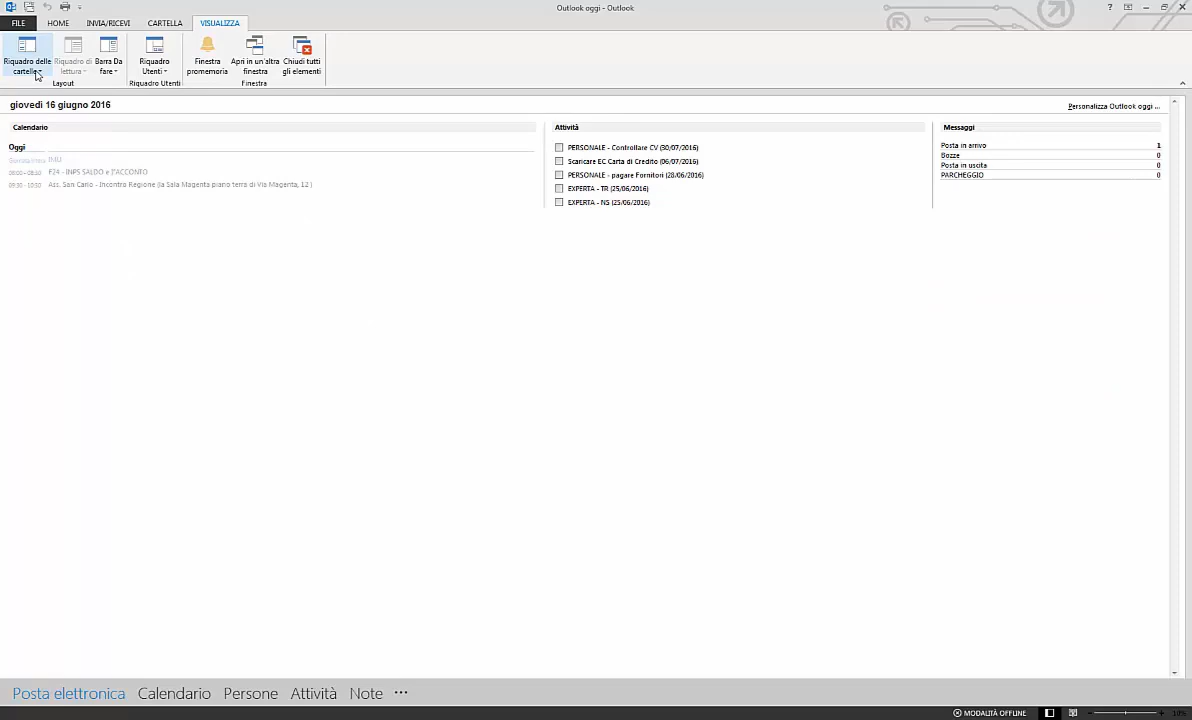 Outlook oggi - Outlook
FILE HOME INVIA/RICEVI CARTELLA VISUALIZZA
Riquadro delle cartelle
Riquadro di lettura
Barra Da fare
Riquadro Utenti
Finestra promemoria
Apri in un'altra finestra
Chiudi tutti gli elementi
Layout Riquadro Utenti Finestra
giovedì 16 giugno 2016
Personalizza Outlook oggi ...
Calendario
Oggi
09:30 - 10:30 Ass. San Carlo - Incontro Regione (la Sala Magenta piano terra di Via Magenta, 12 )
F24 - INPS SALDO e I°ACCONTO
Attività
PERSONALE - Controllare CV (30/07/2016)
Scaricare EC Carta di Credito (06/07/2016)
PERSONALE - pagare Fornitori (28/06/2016)
EXPERTA - TR (25/06/2016)
EXPERTA - NS (25/06/2016)
Messaggi
Posta in arrivo 1
Bozze 0
Posta in uscita 0
PARCHEGGIO 0
Posta elettronica Calendario Persone Attività Note ...
MODALITÀ OFFLINE